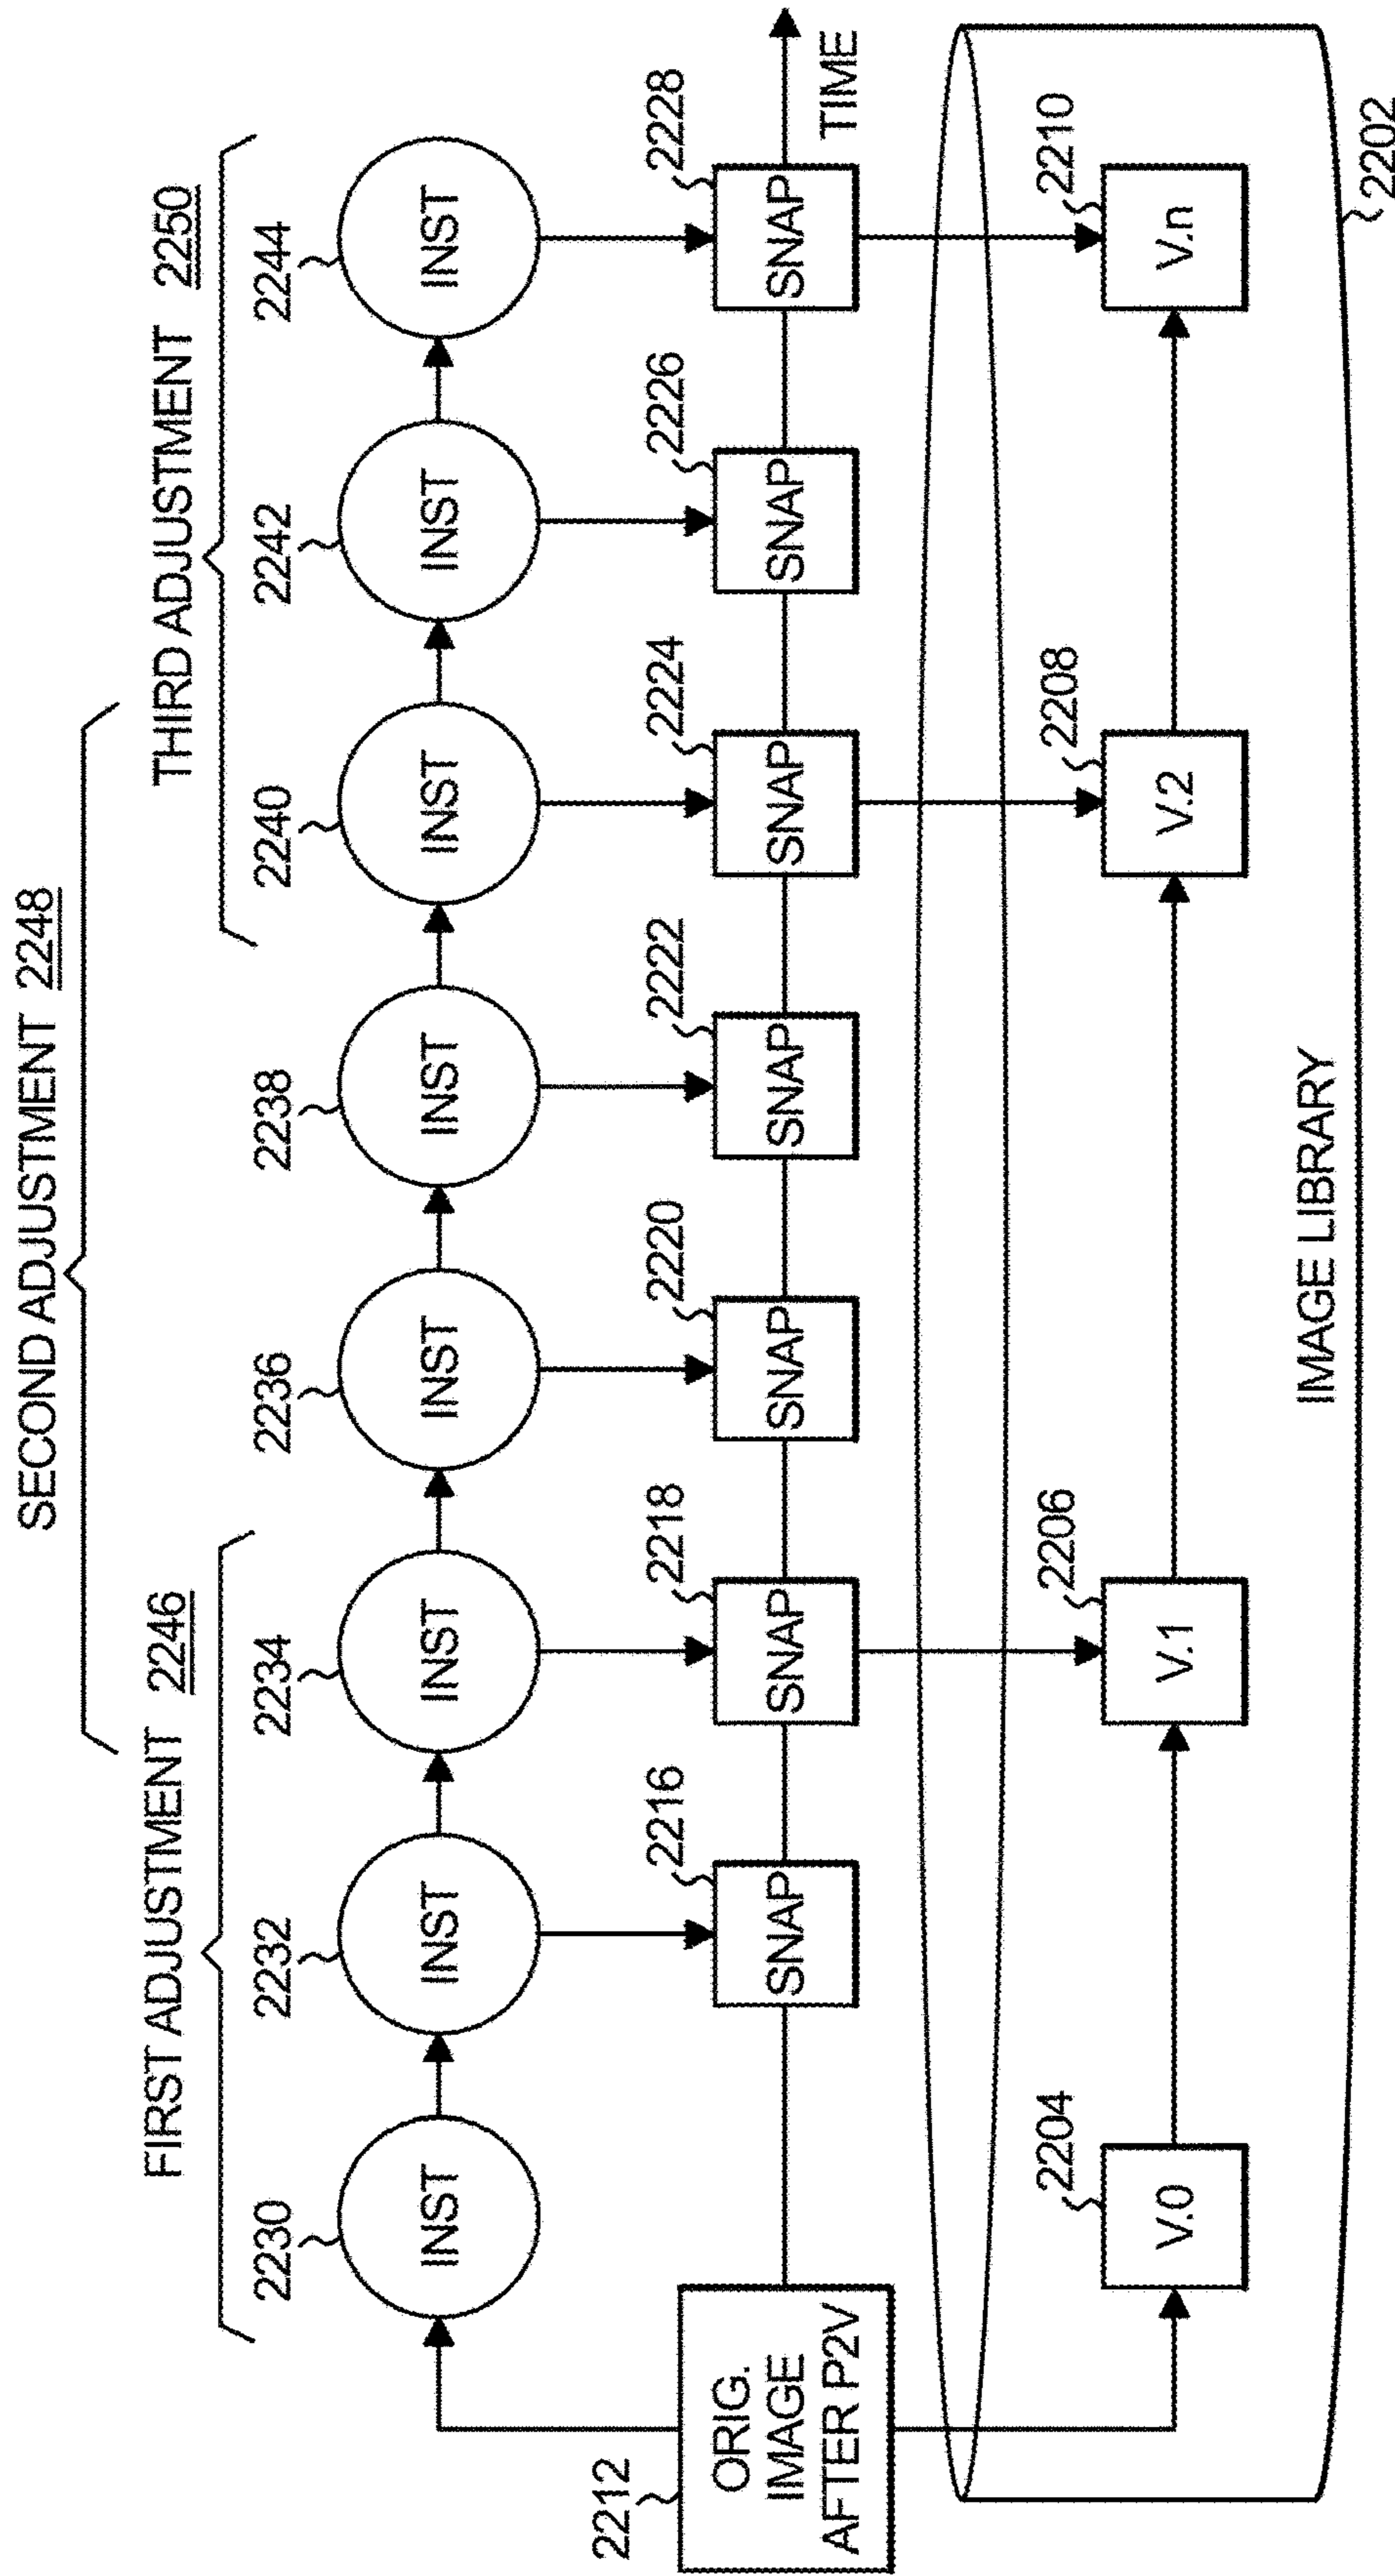 SECOND ADJUSTMENT 2248
FIRST ADJUSTMENT 2246
THIRD ADJUSTMENT 2250
2230
2232
2234
2236
2238
2240
2242
2244
INST
INST
INST
INST
INST
INST
INST
INST
2212
2216
2218
2220
2222
2224
2226
2228
ORIG.
IMAGE
AFTER P2V
SNAP
SNAP
SNAP
SNAP
SNAP
SNAP
SNAP
TIME
2204
2206
2208
2210
V.0
V.1
V.2
V.n
IMAGE LIBRARY
2202